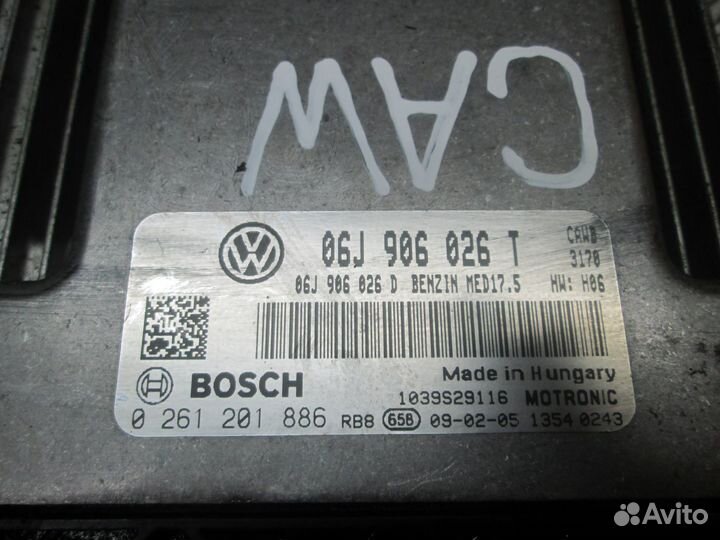 CAW
VW 06J 906 026 T CAWB
3170
06J 906 026 D BENZIN MED17.5 HW: H06
BOSCH Made in Hungary
1039S29116 MOTRONIC
0 261 201 886 RB8 658 09-02-05 1354 0243
Avito